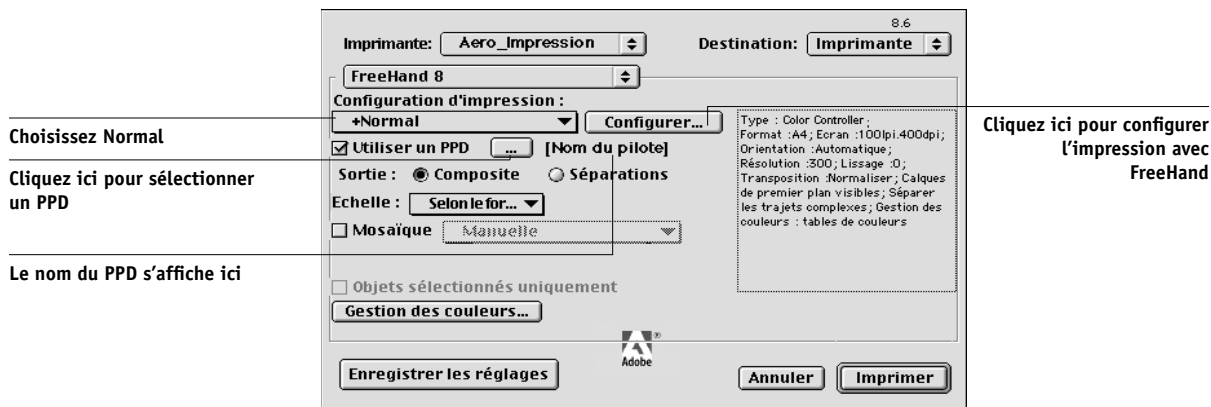 8.6
Imprimante: Aero_Impression Destination: Imprimante
FreeHand 8
Configuration d'impression :
+Normal Configurer...
Utiliser un PPD ... [Nom du pilote]
Sortie : Composite Séparations
Echelle : Selon le for...
Mosaïque Manuelle
Objets sélectionnés uniquement
Gestion des couleurs...
Type : Color Controller ;
Format :A4; Ecran :100lpi.400dpi;
Orientation :Automatique;
Résolution :300; Lissage :0;
Transposition :Normaliser; Calques
de premier plan visibles; Séparer
les trajets complexes; Gestion des
couleurs : tables de couleurs
Adobe ®
Enregistrer les réglages Annuler Imprimer
Choisissez Normal
Cliquez ici pour sélectionner
un PPD
Le nom du PPD s’affiche ici
Cliquez ici pour configurer
l’impression avec
FreeHand